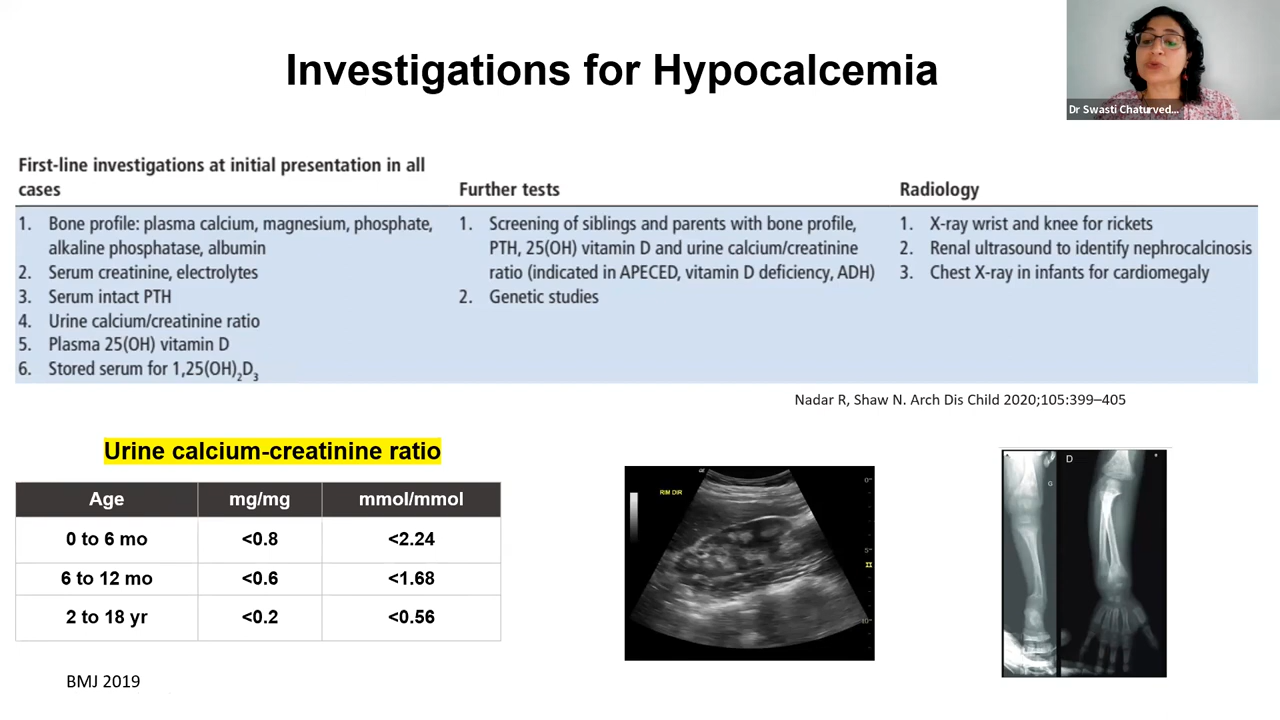 Investigations for Hypocalcemia
Dr Swasti Chaturved...
First-line investigations at initial presentation in all
cases
Further tests
Radiology
1. Bone profile: plasma calcium, magnesium, phosphate,
alkaline phosphatase, albumin
2. Serum creatinine, electrolytes
3. Serum intact PTH
4. Urine calcium/creatinine ratio
5. Plasma 25(OH) vitamin D
6. Stored serum for 1,25(OH)₂D₃
1. Screening of siblings and parents with bone profile,
PTH, 25(OH) vitamin D and urine calcium/creatinine
ratio (indicated in APECED, vitamin D deficiency, ADH)
2. Genetic studies
1. X-ray wrist and knee for rickets
2. Renal ultrasound to identify nephrocalcinosis
3. Chest X-ray in infants for cardiomegaly
Nadar R, Shaw N. Arch Dis Child 2020;105:399–405
Urine calcium-creatinine ratio
Age mg/mg mmol/mmol
0 to 6 mo <0.8 <2.24
6 to 12 mo <0.6 <1.68
2 to 18 yr <0.2 <0.56
BMJ 2019
RIM DIR
D
G